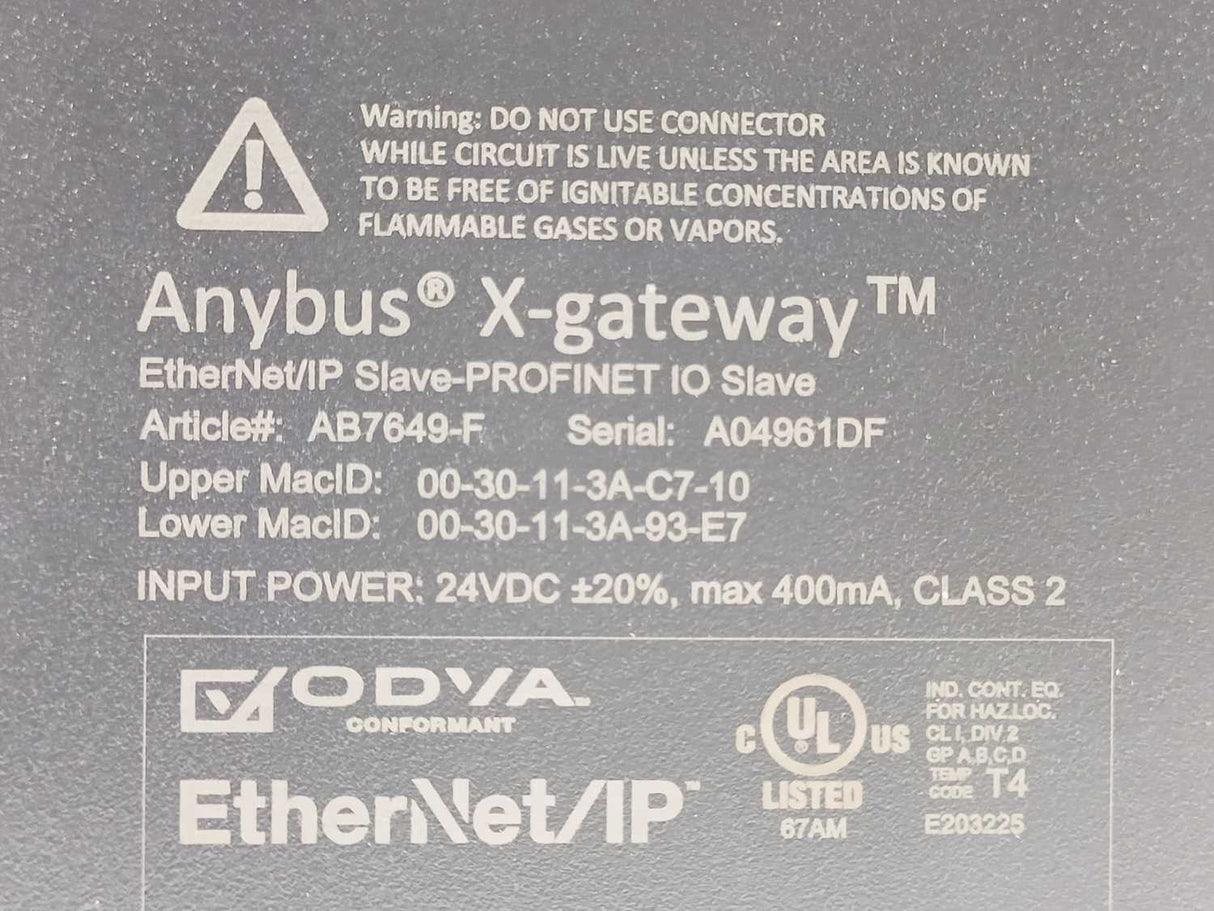 Warning: DO NOT USE CONNECTOR
WHILE CIRCUIT IS LIVE UNLESS THE AREA IS KNOWN
TO BE FREE OF IGNITABLE CONCENTRATIONS OF
FLAMMABLE GASES OR VAPORS.
Anybus® X-gateway™
EtherNet/IP Slave-PROFINET IO Slave
Article#: AB7649-F Serial: A04961DF
Upper MacID: 00-30-11-3A-C7-10
Lower MacID: 00-30-11-3A-93-E7
INPUT POWER: 24VDC ±20%, max 400mA, CLASS 2
ODVA
CONFORMANT
EtherNet/IP™
C UL® US
LISTED
67AM
IND. CONT. EQ.
FOR HAZ.LOC.
CL I, DIV.2
GP A,B,C,D
TEMP CODE T4
E203225